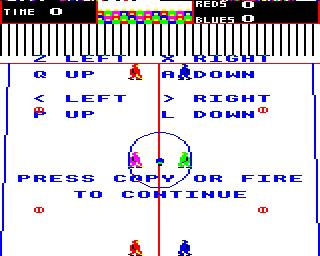 REDS 0
TIME 0
BLUES 0
Z LEFT X RIGHT
Q UP A DOWN
< LEFT > RIGHT
P UP L DOWN
PRESS COPY OR FIRE
TO CONTINUE